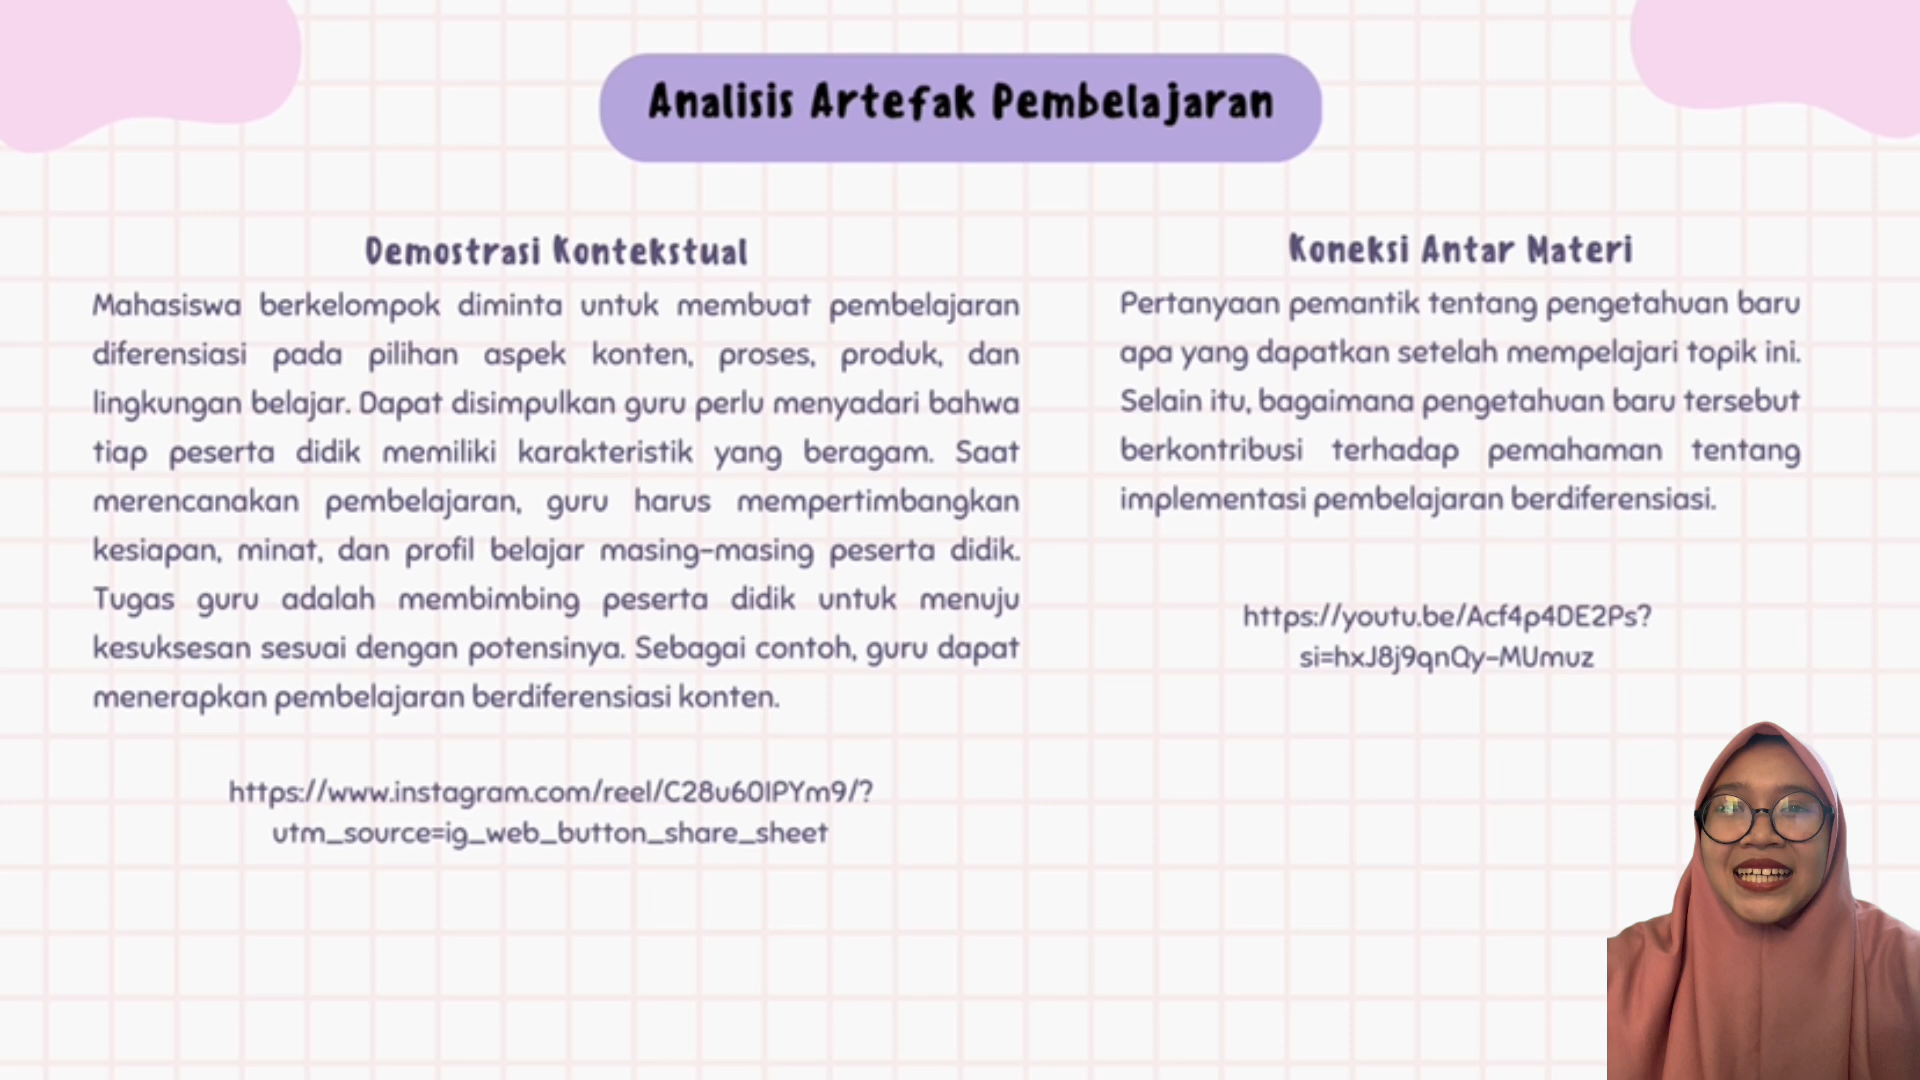 Analisis Artefak Pembelajaran
Demostrasi Kontekstual
Mahasiswa berkelompok diminta untuk membuat pembelajaran
diferensiasi pada pilihan aspek konten, proses, produk, dan
lingkungan belajar. Dapat disimpulkan guru perlu menyadari bahwa
tiap peserta didik memiliki karakteristik yang beragam. Saat
merencanakan pembelajaran, guru harus mempertimbangkan
kesiapan, minat, dan profil belajar masing-masing peserta didik.
Tugas guru adalah membimbing peserta didik untuk menuju
kesuksesan sesuai dengan potensinya. Sebagai contoh, guru dapat
menerapkan pembelajaran berdiferensiasi konten.
https://www.instagram.com/reel/C28u60IPYm9/?
utm_source=ig_web_button_share_sheet
Koneksi Antar Materi
Pertanyaan pemantik tentang pengetahuan baru
apa yang dapatkan setelah mempelajari topik ini.
Selain itu, bagaimana pengetahuan baru tersebut
berkontribusi terhadap pemahaman tentang
implementasi pembelajaran berdiferensiasi.
https://youtu.be/Acf4p4DE2Ps?
si=hxJ8j9qnQy-MUmuz